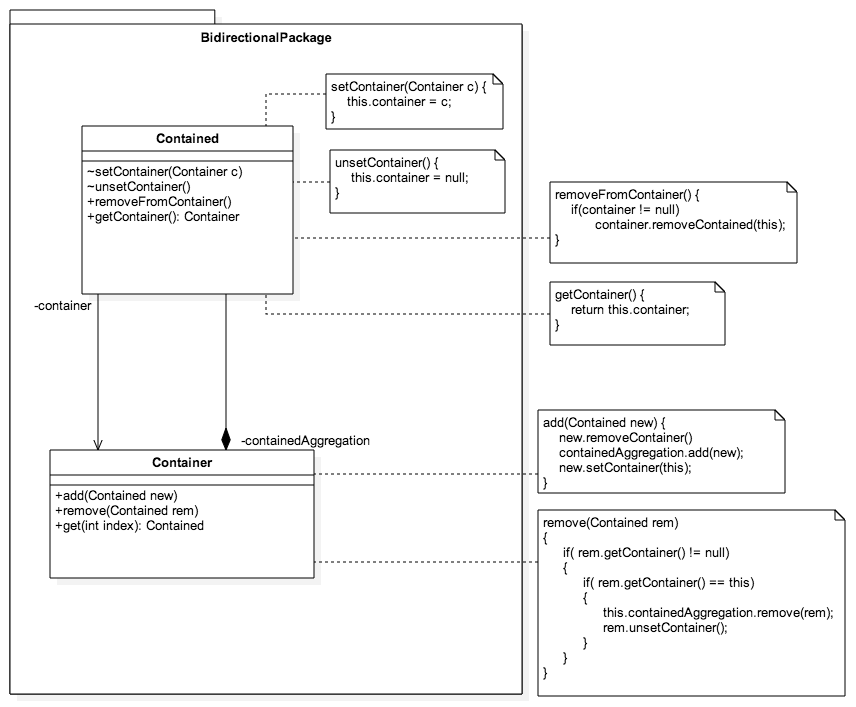 BidirectionalPackage
setContainer(Container c) {
this.container = c;
}
Contained
~setContainer(Container c)
~unsetContainer()
+removeFromContainer()
+getContainer(): Container
unsetContainer() {
this.container = null;
}
removeFromContainer() {
if(container != null)
container.removeContained(this);
}
getContainer() {
return this.container;
}
-container
-containedAggregation
Container
+add(Contained new)
+remove(Contained rem)
+get(int index): Contained
add(Contained new) {
new.removeContainer()
containedAggregation.add(new);
new.setContainer(this);
}
remove(Contained rem)
{
if( rem.getContainer() != null)
{
if( rem.getContainer() == this)
{
this.containedAggregation.remove(rem);
rem.unsetContainer();
}
}
}